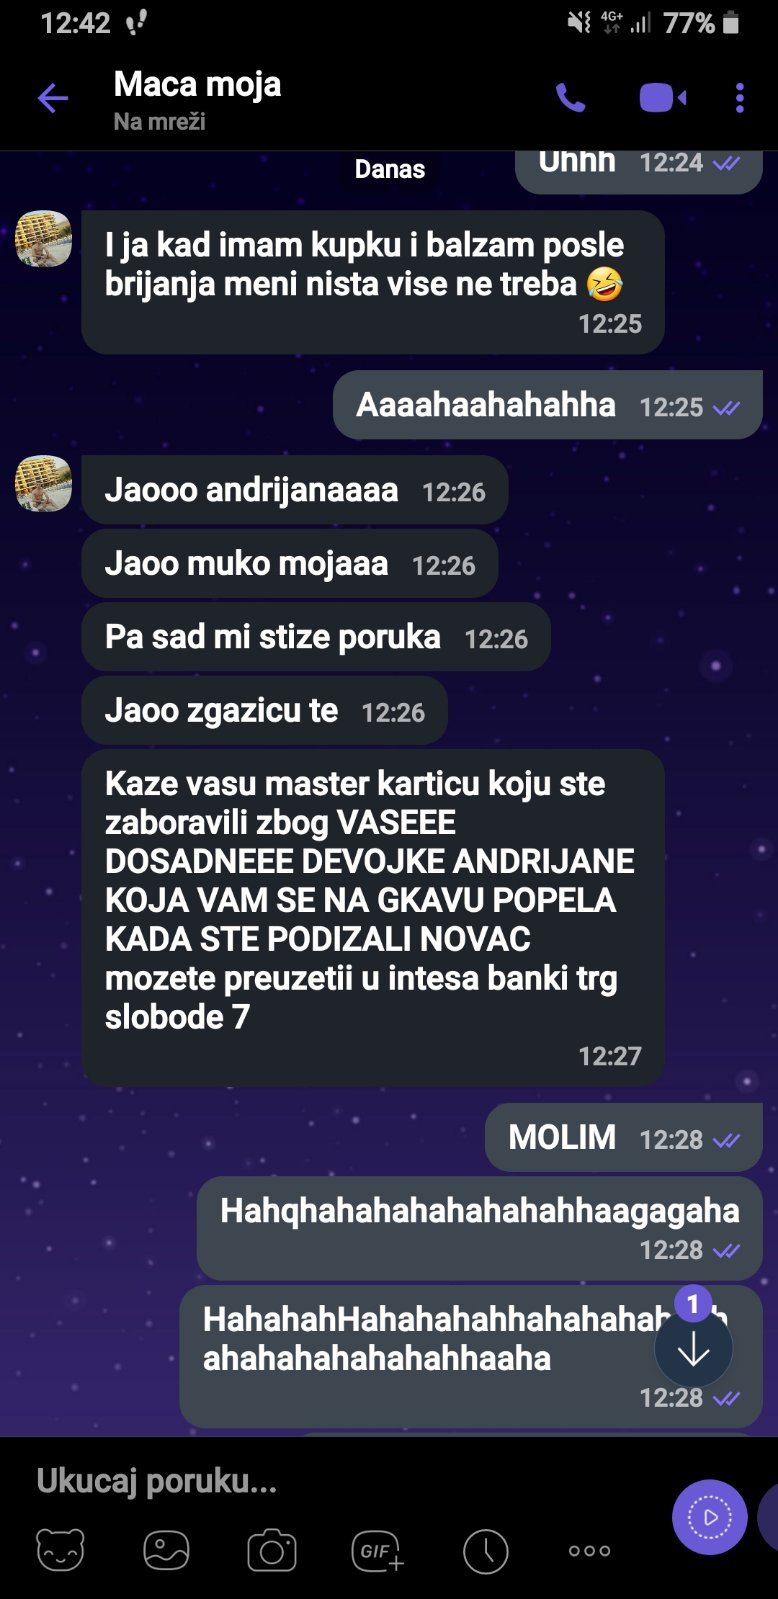 12:42
4G+
77%
Maca moja
Na mreži
Danas
Uhhh 12:24
I ja kad imam kupku i balzam posle
brijanja meni nista vise ne treba 🤣
12:25
Aaaahaahahahha 12:25
Jaooo andrijanaaaa 12:26
Jaoo muko mojaaa 12:26
Pa sad mi stize poruka 12:26
Jaoo zgazicu te 12:26
Kaze vasu master karticu koju ste
zaboravili zbog VASEEE
DOSADNEEE DEVOJKE ANDRIJANE
KOJA VAM SE NA GKAVU POPELA
KADA STE PODIZALI NOVAC
mozete preuzetii u intesa banki trg
slobode 7
12:27
MOLIM 12:28
Hahqhahahahahahahahhaagagaha
12:28
1
HahahahHahahahahhahahahah
ahahahahahahahhaaha
12:28
Ukucaj poruku...
GIF